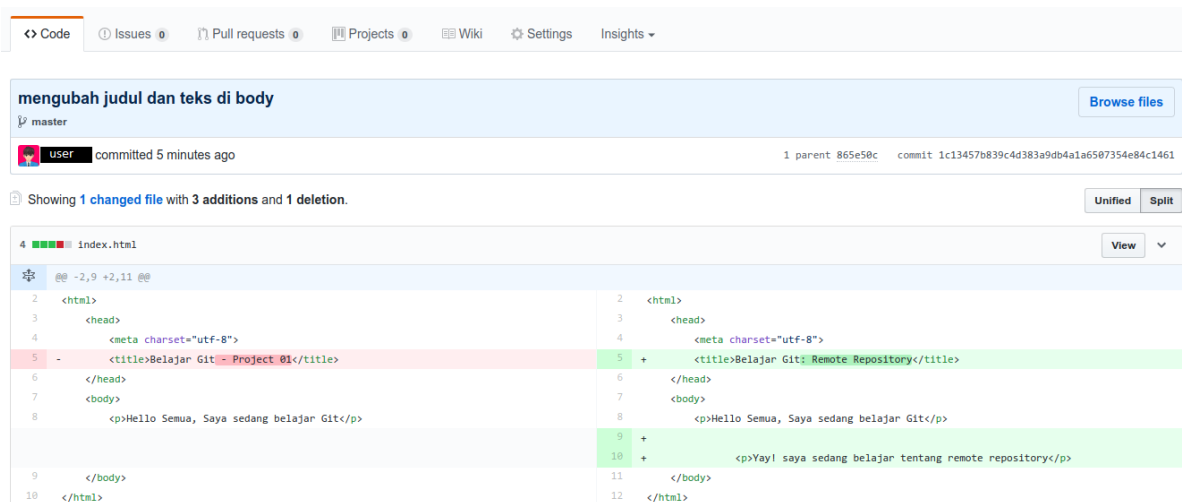 <> Code Issues 0 Pull requests 0 Projects 0 Wiki Settings Insights
mengubah judul dan teks di body
Browse files
master
user committed 5 minutes ago 1 parent 865e50c commit 1c13457b839c4d383a9db4a1a6507354e84c1461
Showing 1 changed file with 3 additions and 1 deletion. Unified Split
4 index.html View
@@ -2,9 +2,11 @@
2 <html> 2 <html>
3 <head> 3 <head>
4 <meta charset="utf-8"> 4 <meta charset="utf-8">
5 - <title>Belajar Git - Project 01</title> 5 + <title>Belajar Git: Remote Repository</title>
6 </head> 6 </head>
7 <body> 7 <body>
8 <p>Hello Semua, Saya sedang belajar Git</p> 8 <p>Hello Semua, Saya sedang belajar Git</p>
9 +
10 + <p>Yay! saya sedang belajar tentang remote repository</p>
9 </body> 11 </body>
10 </html> 12 </html>